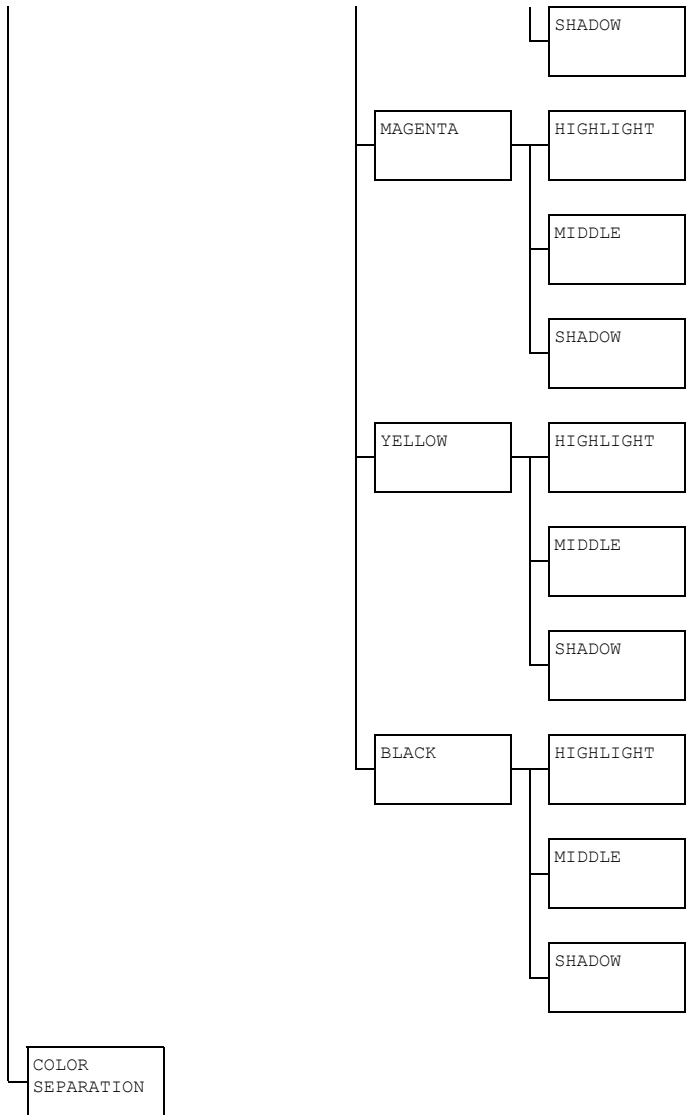 SHADOW
MAGENTA
HIGHLIGHT
MIDDLE
SHADOW
YELLOW
HIGHLIGHT
MIDDLE
SHADOW
BLACK
HIGHLIGHT
MIDDLE
SHADOW
COLOR
SEPARATION